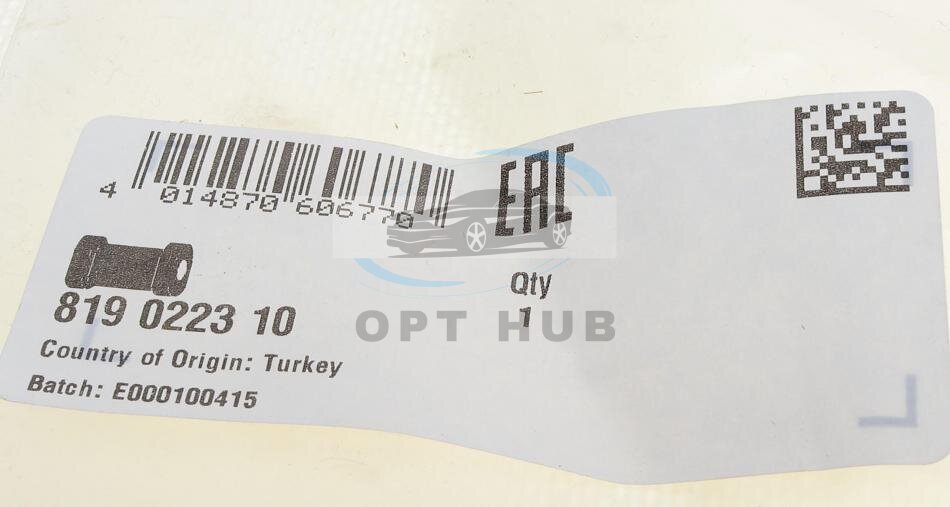 4 014870 606770
EAC
Qty
1
OPT HUB
819 0223 10
Country of Origin: Turkey
Batch: E000100415